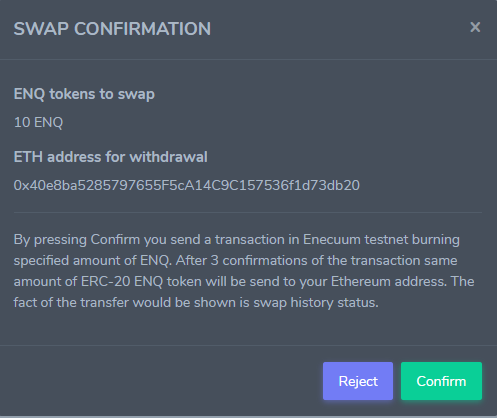 SWAP CONFIRMATION ×
ENQ tokens to swap
10 ENQ
ETH address for withdrawal
0x40e8ba5285797655F5cA14C9C157536f1d73db20
By pressing Confirm you send a transaction in Enecuum testnet burning
specified amount of ENQ. After 3 confirmations of the transaction same
amount of ERC-20 ENQ token will be send to your Ethereum address. The
fact of the transfer would be shown is swap history status.
Reject Confirm